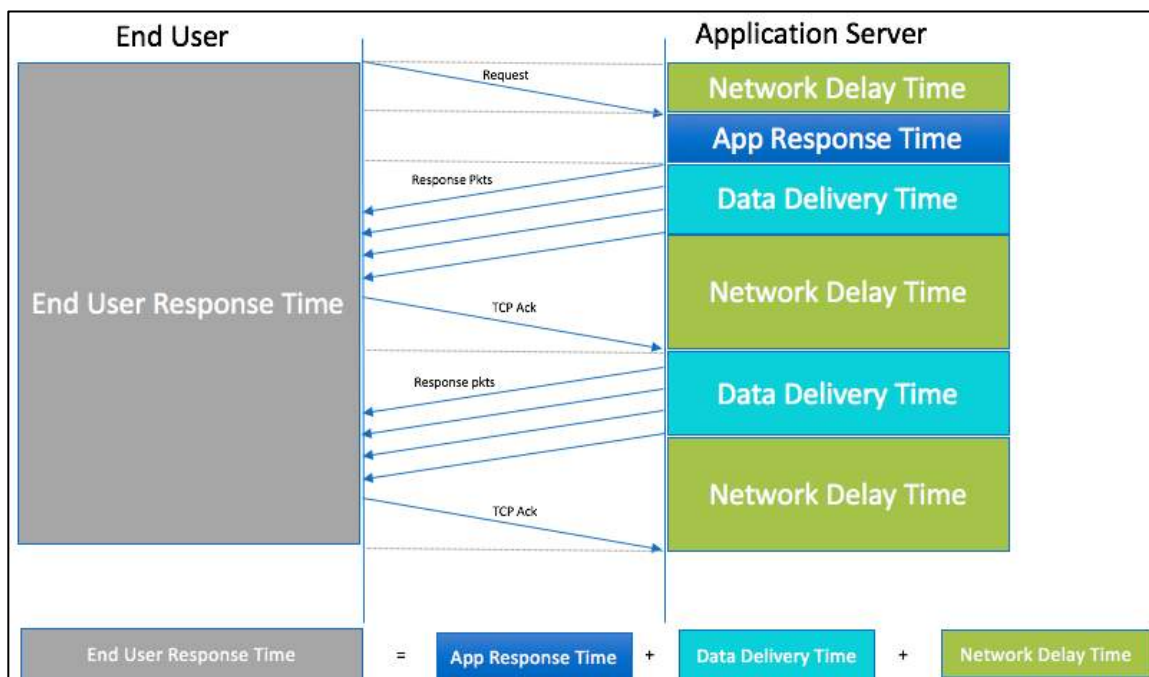 End User
Application Server
Request
Network Delay Time
App Response Time
Response Pkts
Data Delivery Time
End User Response Time
Network Delay Time
TCP Ack
Response pkts
Data Delivery Time
Network Delay Time
TCP Ack
End User Response Time = App Response Time + Data Delivery Time + Network Delay Time